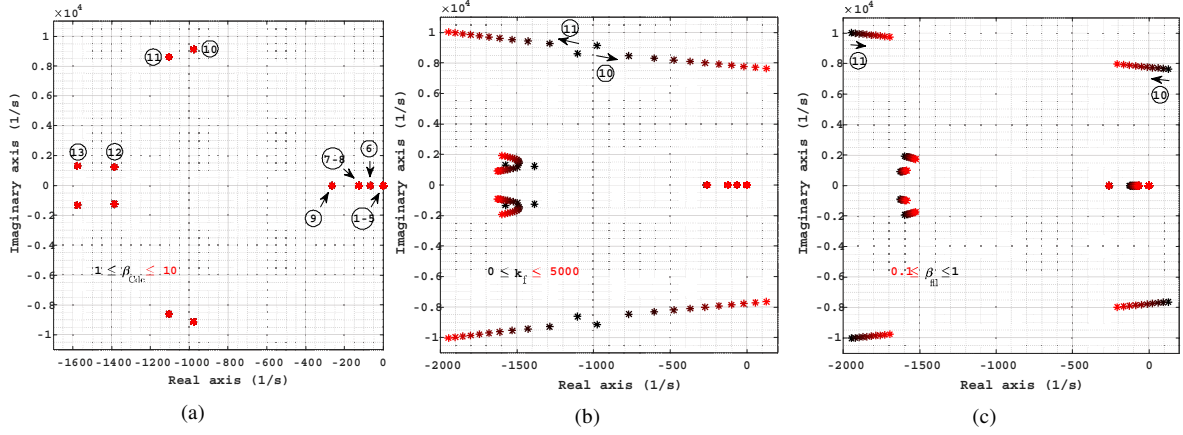 ×10⁴
1
0.8
0.6
0.4
0.2
0
-0.2
-0.4
-0.6
-0.8
-1
Imaginary axis (1/s)
-1600 -1400 -1200 -1000 -800 -600 -400 -200 0
Real axis (1/s)
11 10
13 12
7-8 6
9 1-5
1 ≤ β_Cdc ≤ 10
(a)
×10⁴
1
0.8
0.6
0.4
0.2
0
-0.2
-0.4
-0.6
-0.8
-1
Imaginary axis (1/s)
-2000 -1500 -1000 -500 0
Real axis (1/s)
11
10
0 ≤ k_f ≤ 5000
(b)
×10⁴
1
0.8
0.6
0.4
0.2
0
-0.2
-0.4
-0.6
-0.8
-1
Imaginary axis (1/s)
-2000 -1500 -1000 -500 0
Real axis (1/s)
11
10
0.1≤ β_fil ≤1
(c)